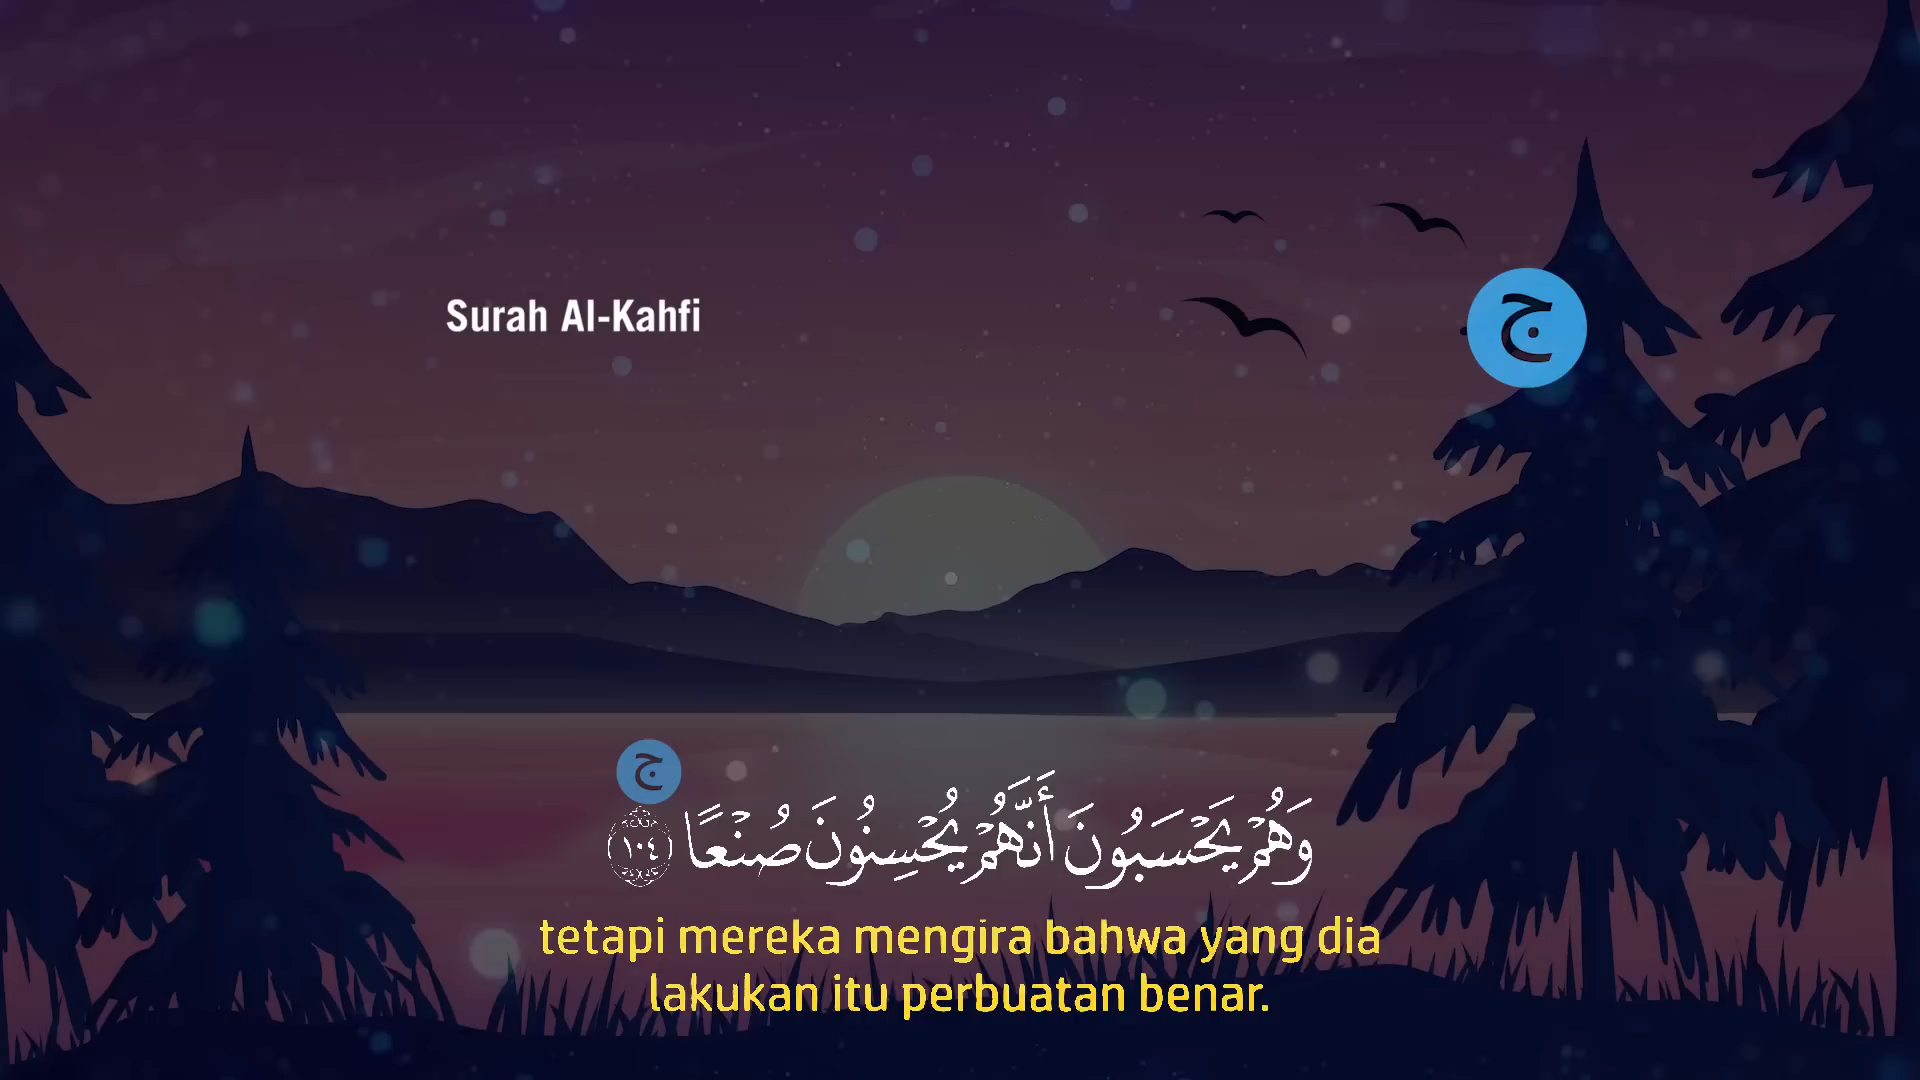 Surah Al-Kahfi
ج
ج
وَهُمْ يَحْسَبُونَ أَنَّهُمْ يُحْسِنُونَ صُنْعًا ١٠٤
tetapi mereka mengira bahwa yang dia
lakukan itu perbuatan benar.